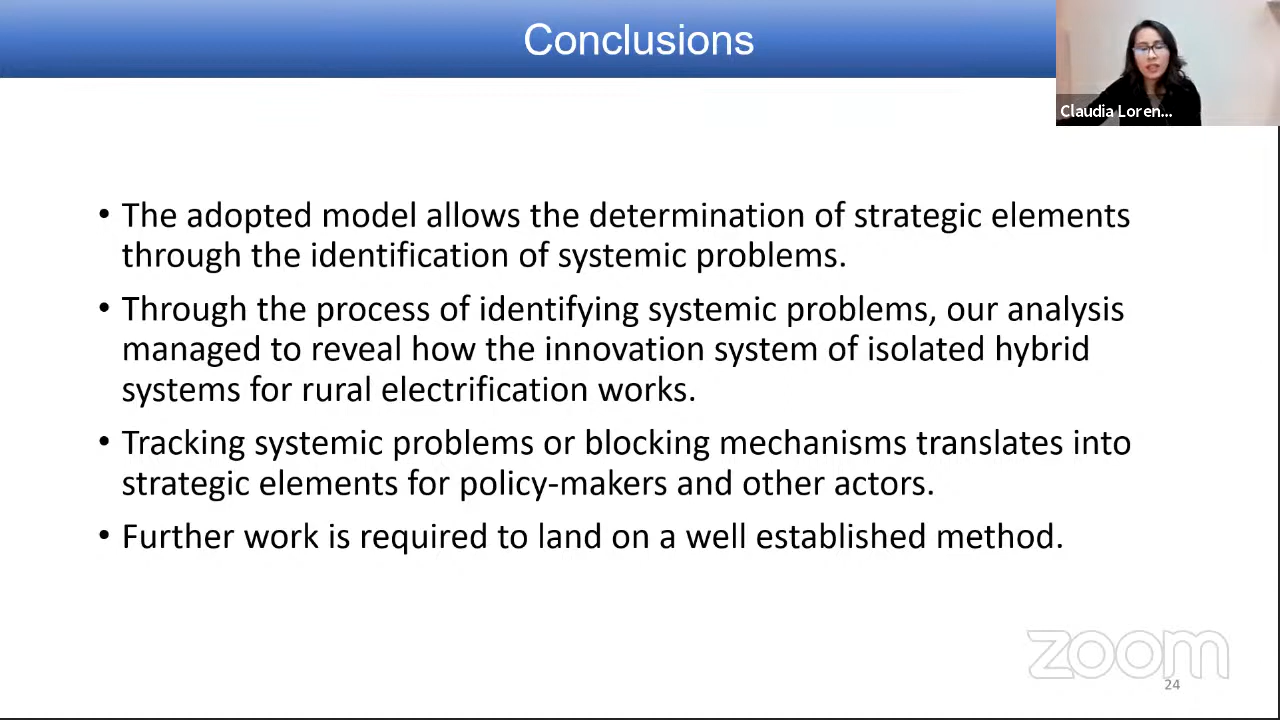 Conclusions
Claudia Loren...
• The adopted model allows the determination of strategic elements
through the identification of systemic problems.
• Through the process of identifying systemic problems, our analysis
managed to reveal how the innovation system of isolated hybrid
systems for rural electrification works.
• Tracking systemic problems or blocking mechanisms translates into
strategic elements for policy-makers and other actors.
• Further work is required to land on a well established method.
zoom
24